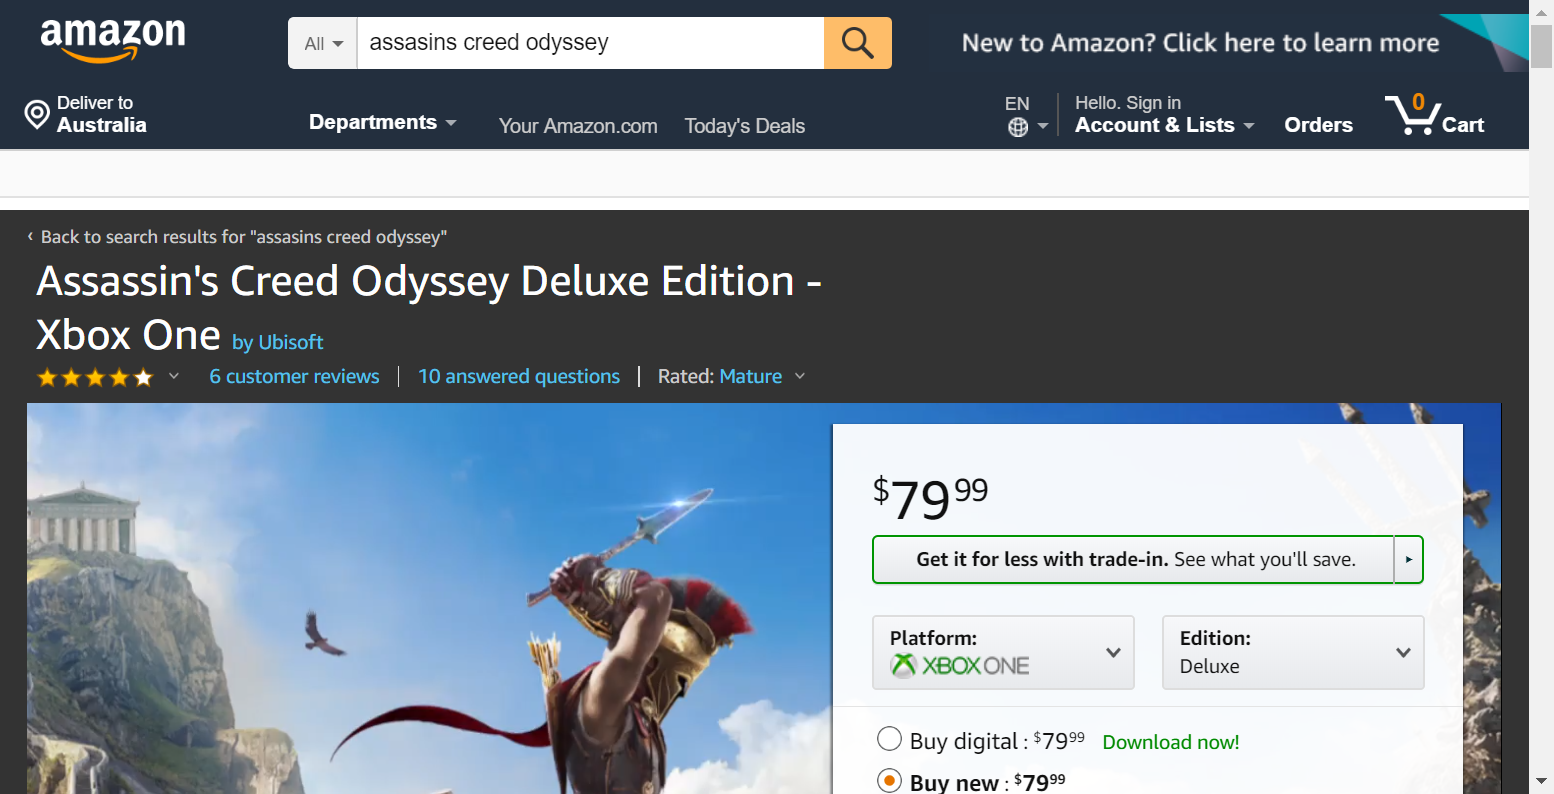 amazon
All
assasins creed odyssey
New to Amazon? Click here to learn more
Deliver to
Australia
Departments
Your Amazon.com
Today's Deals
EN
Hello. Sign in
Account & Lists
Orders
0
Cart
‹ Back to search results for "assasins creed odyssey"
Assassin's Creed Odyssey Deluxe Edition -
Xbox One by Ubisoft
6 customer reviews | 10 answered questions | Rated: Mature
$79 99
Get it for less with trade-in. See what you'll save.
Platform:
XBOX ONE
Edition:
Deluxe
Buy digital : $79 99 Download now!
Buy new : $79 99